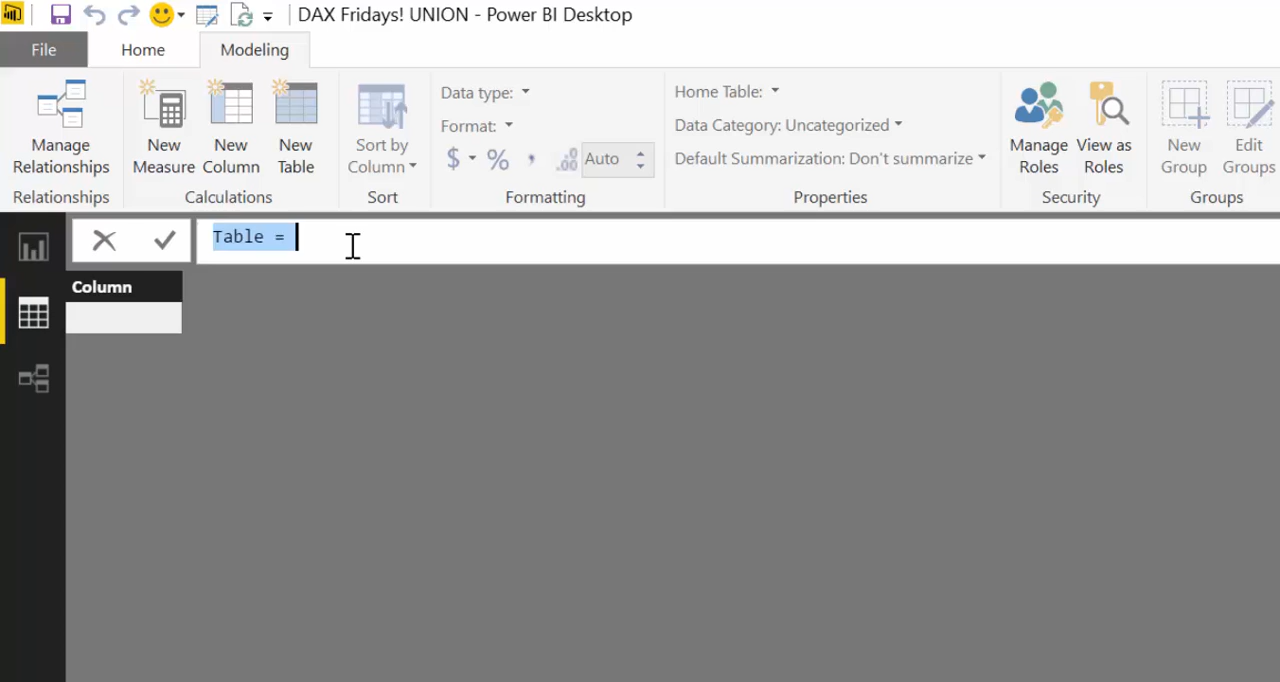 DAX Fridays! UNION - Power BI Desktop
File Home Modeling
Manage Relationships
New Measure
New Column
New Table
Sort by Column
Data type:
Format:
$ % , .00 Auto
Home Table:
Data Category: Uncategorized
Default Summarization: Don't summarize
Manage Roles
View as Roles
New Group
Edit Groups
Relationships Calculations Sort Formatting Properties Security Groups
Table =
Column